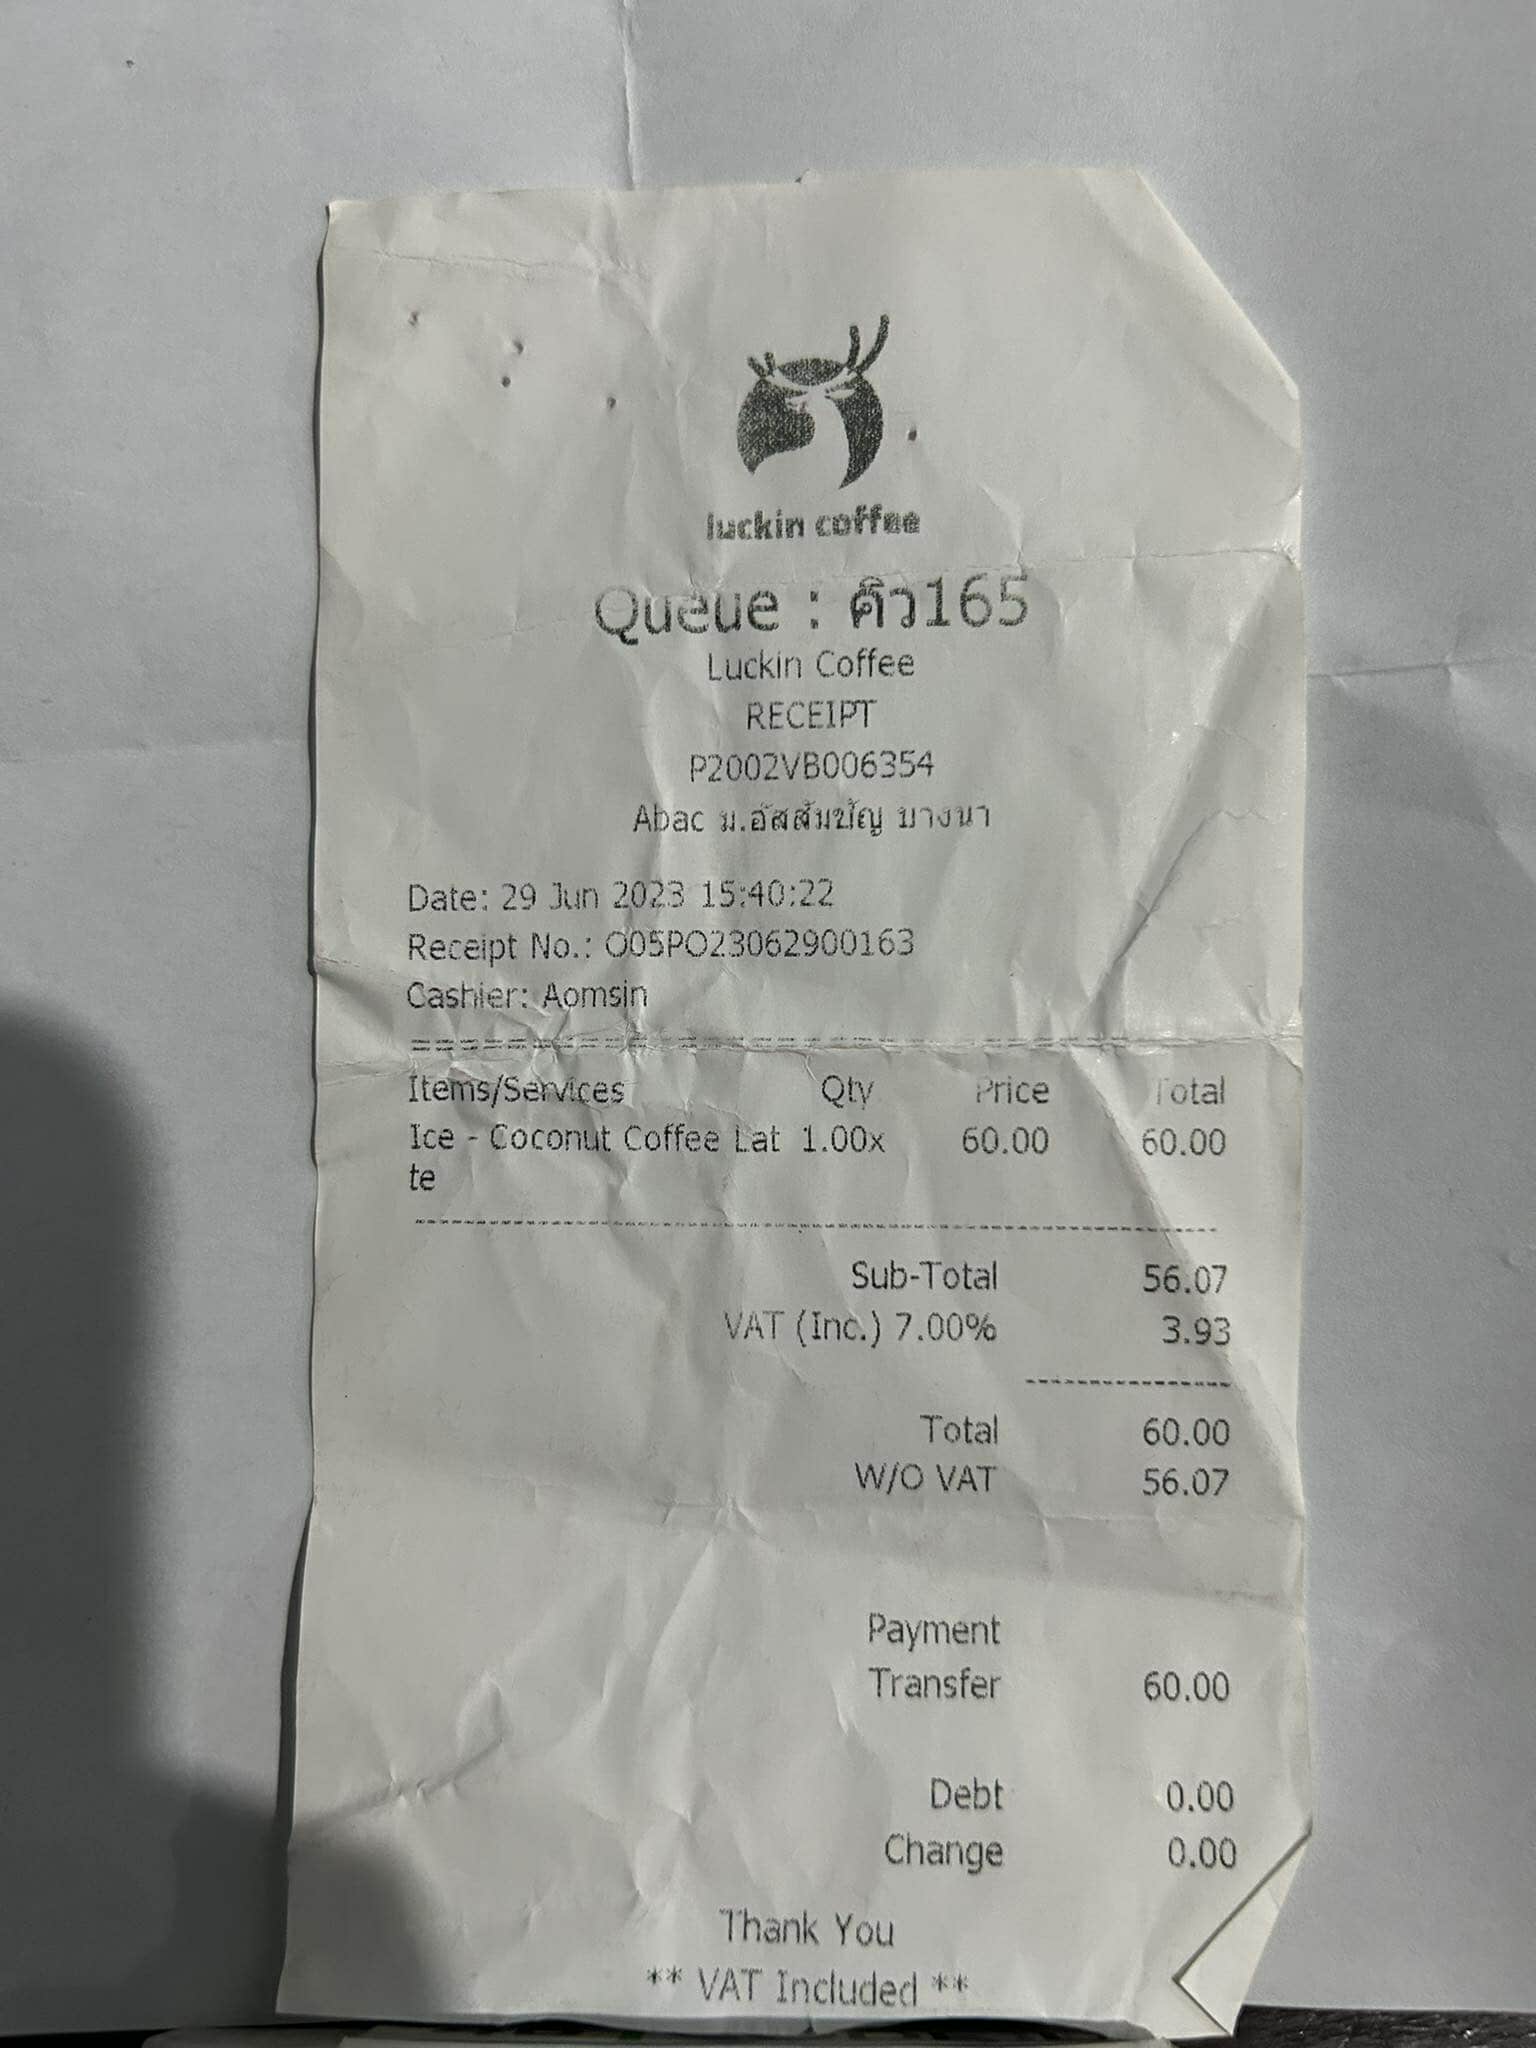 luckin coffee
Queue : คิว165
Luckin Coffee
RECEIPT
P2002VB006354
Abac ม.อัสสัมขัญ บางนา
Date: 29 Jun 2023 15:40:22
Receipt No.: O05PO23062900163
Cashier: Aomsin
Items/Services Qty Price Total
Ice - Coconut Coffee Lat 1.00x 60.00 60.00
te
Sub-Total 56.07
VAT (Inc.) 7.00% 3.93
Total 60.00
W/O VAT 56.07
Payment
Transfer 60.00
Debt 0.00
Change 0.00
Thank You
** VAT Included **